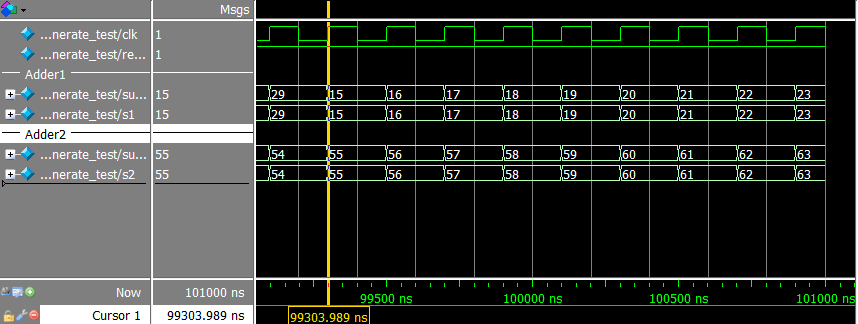 Msgs
...nerate_test/clk 1
...nerate_test/re... 1
Adder1
...nerate_test/su... 15 29 15 16 17 18 19 20 21 22 23
...nerate_test/s1 15 29 15 16 17 18 19 20 21 22 23
Adder2
...nerate_test/su... 55 54 55 56 57 58 59 60 61 62 63
...nerate_test/s2 55 54 55 56 57 58 59 60 61 62 63
Now 101000 ns 99500 ns 100000 ns 100500 ns 101000 ns
Cursor 1 99303.989 ns 99303.989 ns